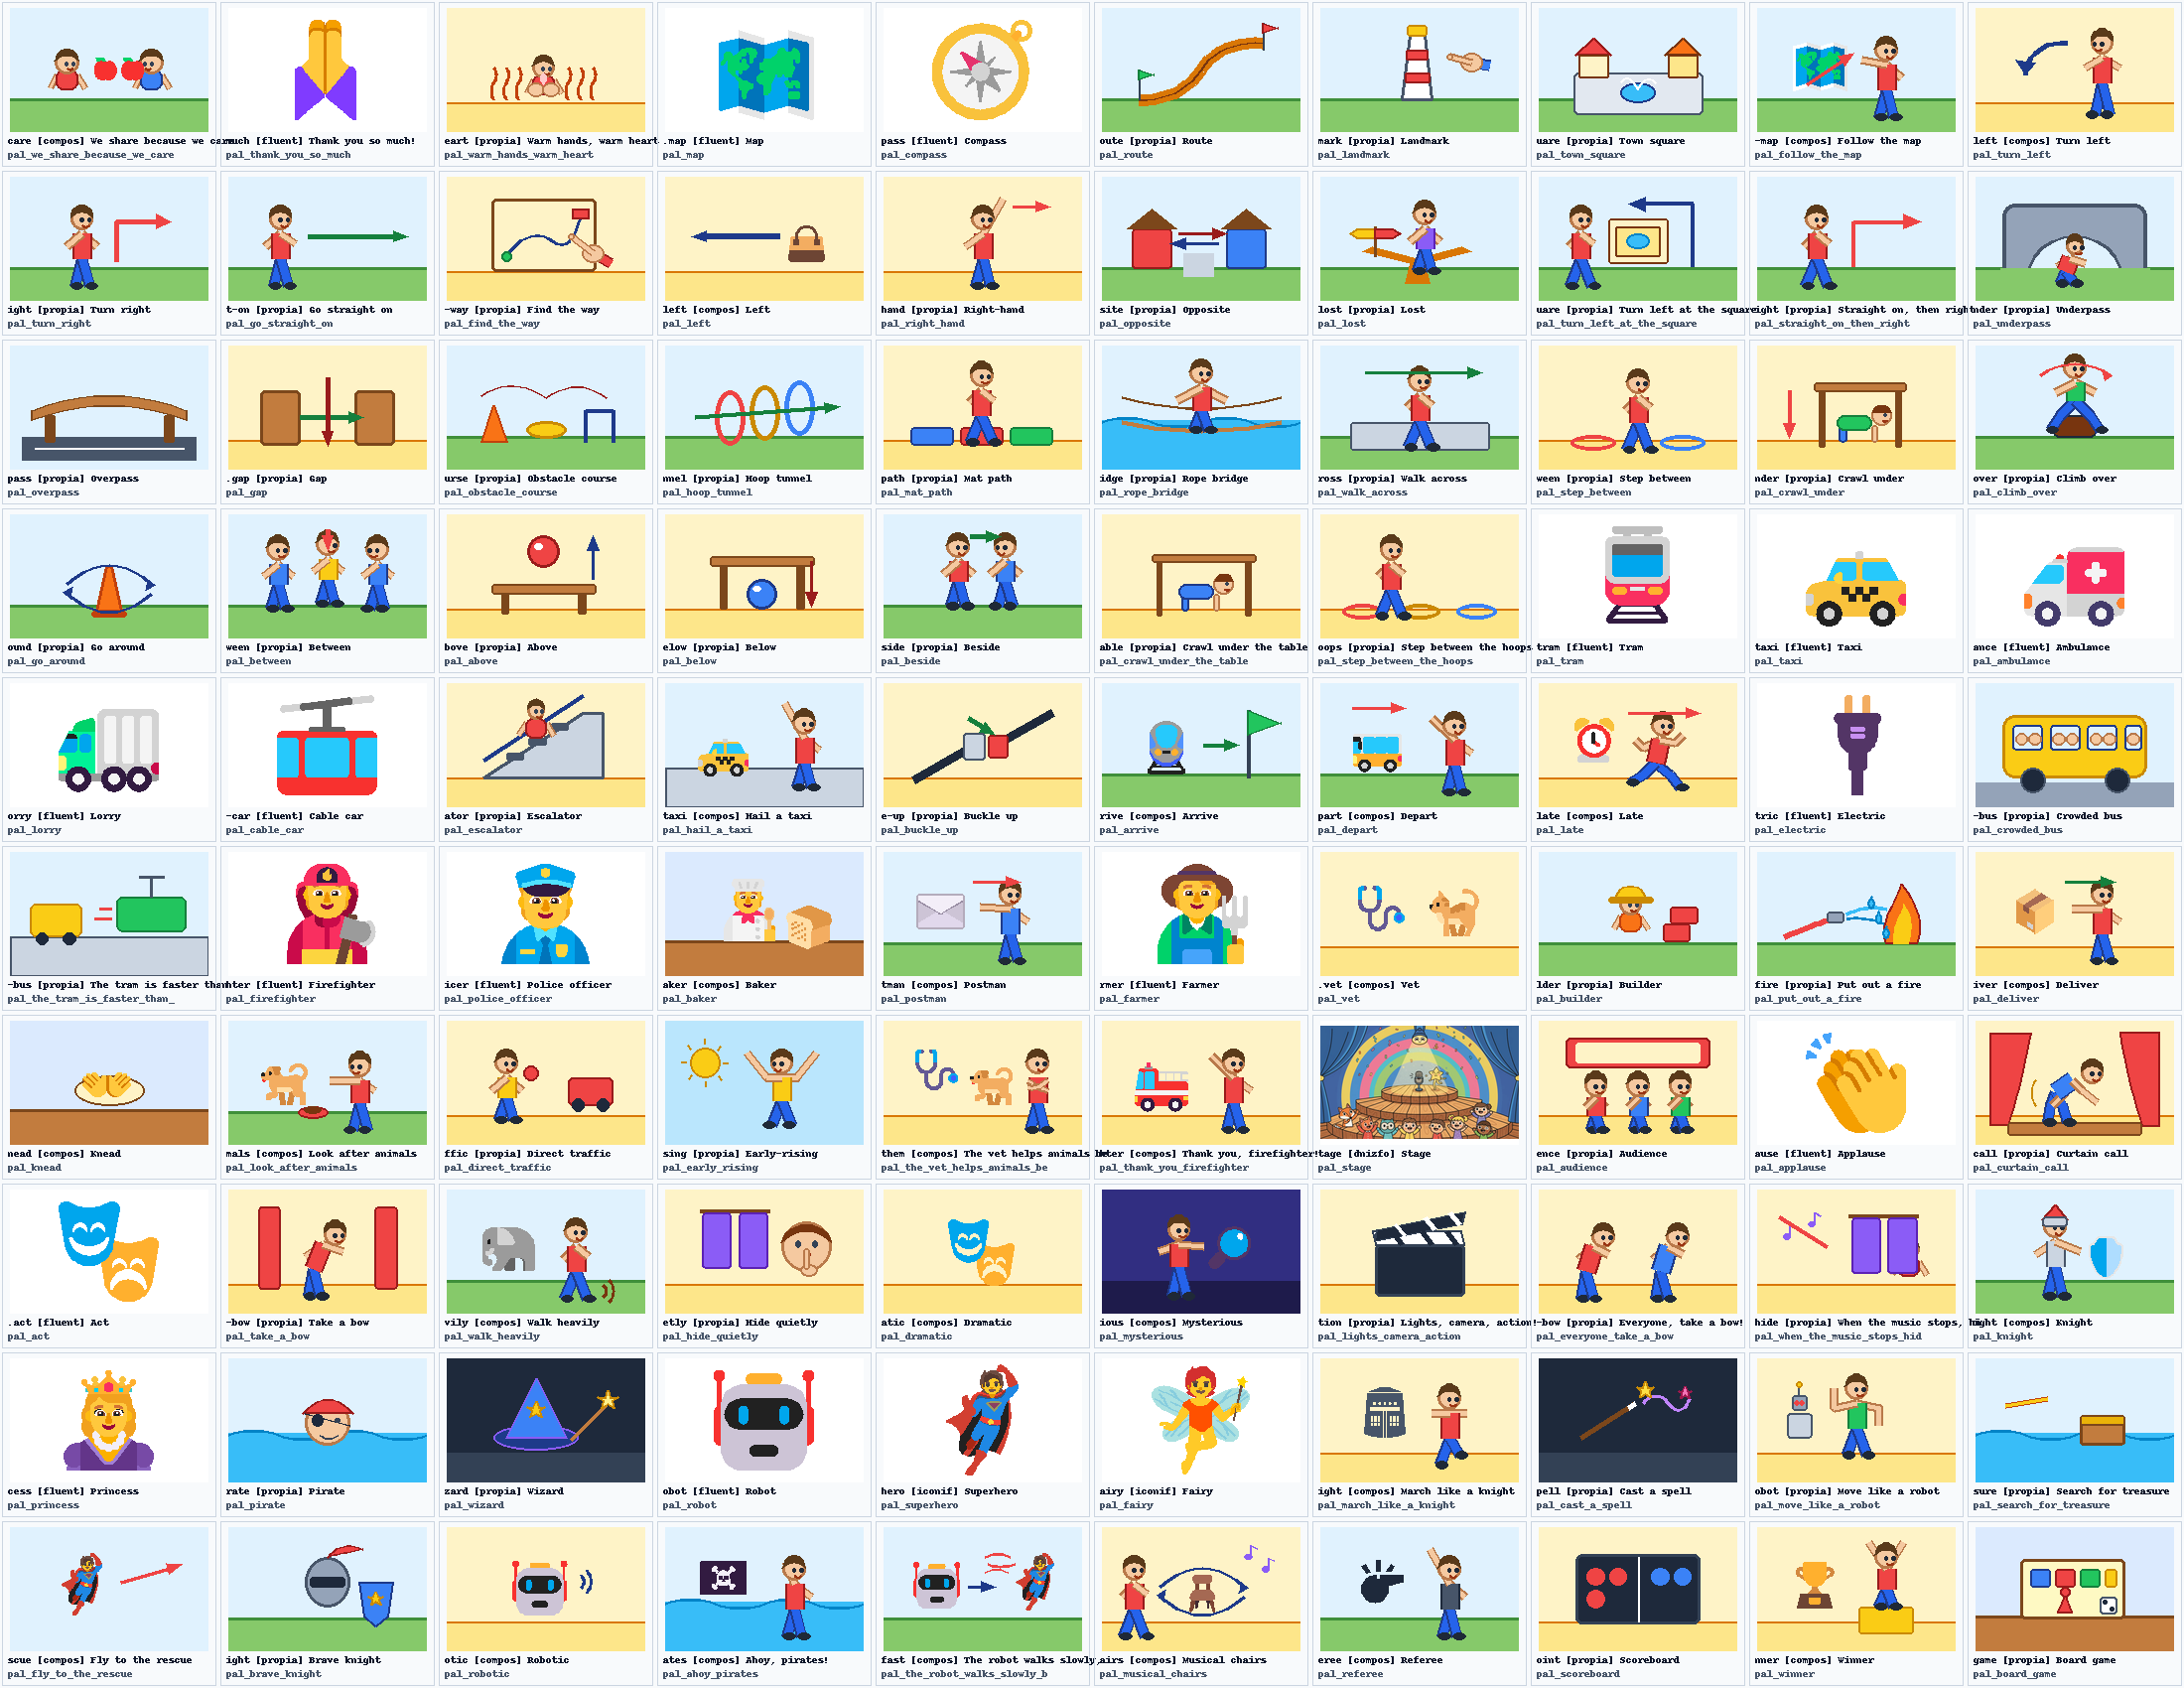 care [compos] We share because we care
much [fluent] Thank you so much!
eart [propia] Warm hands, warm heart
.map [fluent] Map
pass [fluent] Compass
oute [propia] Route
mark [propia] Landmark
uare [propia] Town square
-map [compos] Follow the map
left [compos] Turn left
pal_we_share_because_we_care
pal_thank_you_so_much
pal_warm_hands_warm_heart
pal_map
pal_compass
pal_route
pal_landmark
pal_town_square
pal_follow_the_map
pal_turn_left
ight [propia] Turn right
t-on [propia] Go straight on
-way [propia] Find the way
left [compos] Left
hand [propia] Right-hand
site [propia] Opposite
lost [propia] Lost
uare [propia] Turn left at the square
ight [propia] Straight on, then right
nder [propia] Underpass
pal_turn_right
pal_go_straight_on
pal_find_the_way
pal_left
pal_right_hand
pal_opposite
pal_lost
pal_turn_left_at_the_square
pal_straight_on_then_right
pal_underpass
pass [propia] Overpass
.gap [propia] Gap
urse [propia] Obstacle course
nnel [propia] Hoop tunnel
path [propia] Mat path
idge [propia] Rope bridge
ross [propia] Walk across
ween [propia] Step between
nder [propia] Crawl under
over [propia] Climb over
pal_overpass
pal_gap
pal_obstacle_course
pal_hoop_tunnel
pal_mat_path
pal_rope_bridge
pal_walk_across
pal_step_between
pal_crawl_under
pal_climb_over
ound [propia] Go around
ween [propia] Between
bove [propia] Above
elow [propia] Below
side [propia] Beside
able [propia] Crawl under the table
oops [propia] Step between the hoops
tram [fluent] Tram
taxi [fluent] Taxi
ance [fluent] Ambulance
pal_go_around
pal_between
pal_above
pal_below
pal_beside
pal_crawl_under_the_table
pal_step_between_the_hoops
pal_tram
pal_taxi
pal_ambulance
orry [fluent] Lorry
-car [fluent] Cable car
ator [propia] Escalator
taxi [compos] Hail a taxi
e-up [propia] Buckle up
rive [compos] Arrive
part [compos] Depart
late [compos] Late
tric [fluent] Electric
-bus [propia] Crowded bus
pal_lorry
pal_cable_car
pal_escalator
pal_hail_a_taxi
pal_buckle_up
pal_arrive
pal_depart
pal_late
pal_electric
pal_crowded_bus
-bus [propia] The tram is faster than
hter [fluent] Firefighter
icer [fluent] Police officer
aker [compos] Baker
tman [compos] Postman
rmer [fluent] Farmer
.vet [compos] Vet
lder [propia] Builder
fire [propia] Put out a fire
iver [compos] Deliver
pal_the_tram_is_faster_than_
pal_firefighter
pal_police_officer
pal_baker
pal_postman
pal_farmer
pal_vet
pal_builder
pal_put_out_a_fire
pal_deliver
nead [compos] Knead
mals [compos] Look after animals
ffic [propia] Direct traffic
sing [propia] Early-rising
them [compos] The vet helps animals
hter [compos] Thank you, firefighter!
tage [dnizfo] Stage
ence [propia] Audience
ause [fluent] Applause
call [propia] Curtain call
pal_knead
pal_look_after_animals
pal_direct_traffic
pal_early_rising
pal_the_vet_helps_animals_be
pal_thank_you_firefighter
pal_stage
pal_audience
pal_applause
pal_curtain_call
.act [fluent] Act
-bow [propia] Take a bow
vily [compos] Walk heavily
etly [propia] Hide quietly
atic [compos] Dramatic
ious [compos] Mysterious
tion [propia] Lights, camera, action!
-bow [propia] Everyone, take a bow!
hide [propia] When the music stops,
ight [compos] Knight
pal_act
pal_take_a_bow
pal_walk_heavily
pal_hide_quietly
pal_dramatic
pal_mysterious
pal_lights_camera_action
pal_everyone_take_a_bow
pal_when_the_music_stops_hid
pal_knight
cess [fluent] Princess
rate [propia] Pirate
zard [propia] Wizard
obot [fluent] Robot
hero [iconif] Superhero
airy [iconif] Fairy
ight [compos] March like a knight
pell [propia] Cast a spell
obot [propia] Move like a robot
sure [propia] Search for treasure
pal_princess
pal_pirate
pal_wizard
pal_robot
pal_superhero
pal_fairy
pal_march_like_a_knight
pal_cast_a_spell
pal_move_like_a_robot
pal_search_for_treasure
scue [compos] Fly to the rescue
ight [propia] Brave knight
otic [compos] Robotic
ates [compos] Ahoy, pirates!
fast [compos] The robot walks slowly,
airs [compos] Musical chairs
eree [compos] Referee
oint [propia] Scoreboard
nner [compos] Winner
game [propia] Board game
pal_fly_to_the_rescue
pal_brave_knight
pal_robotic
pal_ahoy_pirates
pal_the_robot_walks_slowly_b
pal_musical_chairs
pal_referee
pal_scoreboard
pal_winner
pal_board_game